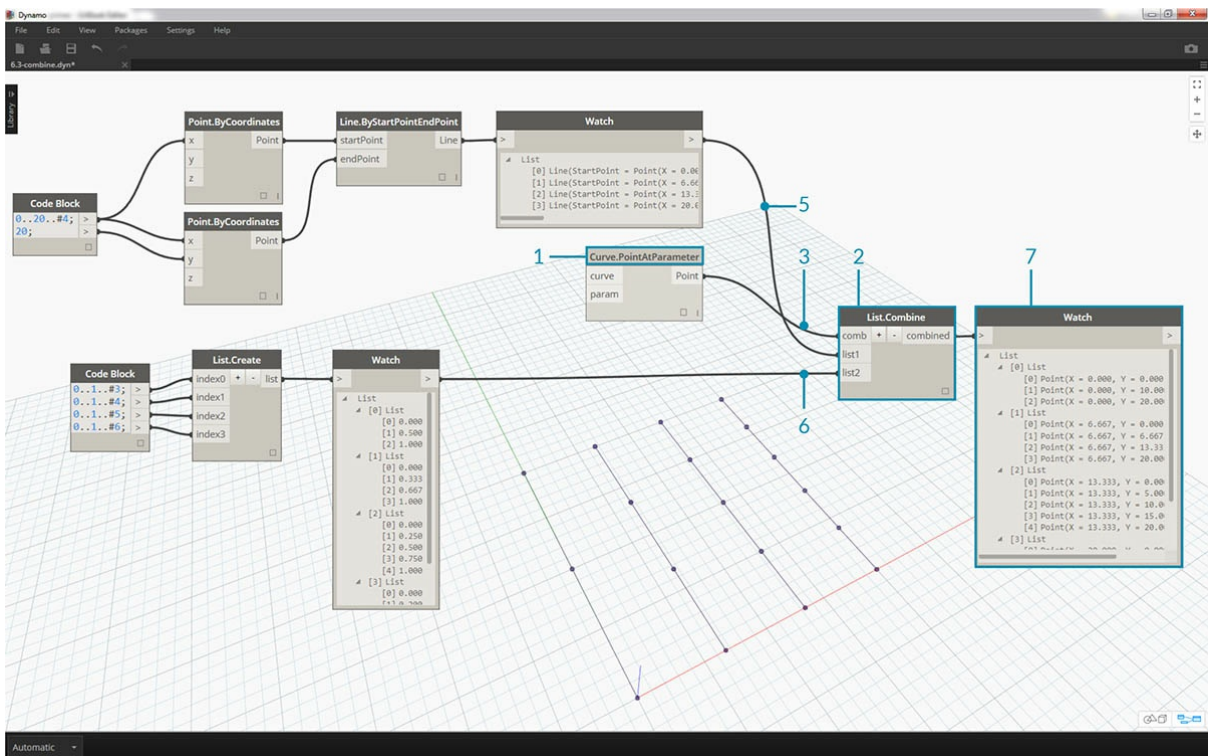 Dynamo
File Edit View Packages Settings Help
6.3-combine.dyn*
Library
Code Block
0..20..#4; >
20; >
Point.ByCoordinates
x Point
y
z
Point.ByCoordinates
x Point
y
z
Line.ByStartPointEndPoint
startPoint Line
endPoint
Watch
> >
List
[0] Line(StartPoint = Point(X = 0.00
[1] Line(StartPoint = Point(X = 6.66
[2] Line(StartPoint = Point(X = 13.3
[3] Line(StartPoint = Point(X = 20.0
5
1
Curve.PointAtParameter
curve Point
param
3
2
List.Combine
comb + - combined
list1
list2
6
7
Watch
> >
List
[0] List
[0] Point(X = 0.000, Y = 0.000
[1] Point(X = 0.000, Y = 10.00
[2] Point(X = 0.000, Y = 20.00
[1] List
[0] Point(X = 6.667, Y = 0.000
[1] Point(X = 6.667, Y = 6.667
[2] Point(X = 6.667, Y = 13.33
[3] Point(X = 6.667, Y = 20.00
[2] List
[0] Point(X = 13.333, Y = 0.00
[1] Point(X = 13.333, Y = 5.00
[2] Point(X = 13.333, Y = 10.0
[3] Point(X = 13.333, Y = 15.0
[4] Point(X = 13.333, Y = 20.0
[3] List
Code Block
0..1..#3; >
0..1..#4; >
0..1..#5; >
0..1..#6; >
List.Create
index0 + - list
index1
index2
index3
Watch
> >
List
[0] List
[0] 0.000
[1] 0.500
[2] 1.000
[1] List
[0] 0.000
[1] 0.333
[2] 0.667
[3] 1.000
[2] List
[0] 0.000
[1] 0.250
[2] 0.500
[3] 0.750
[4] 1.000
[3] List
[0] 0.000
Automatic